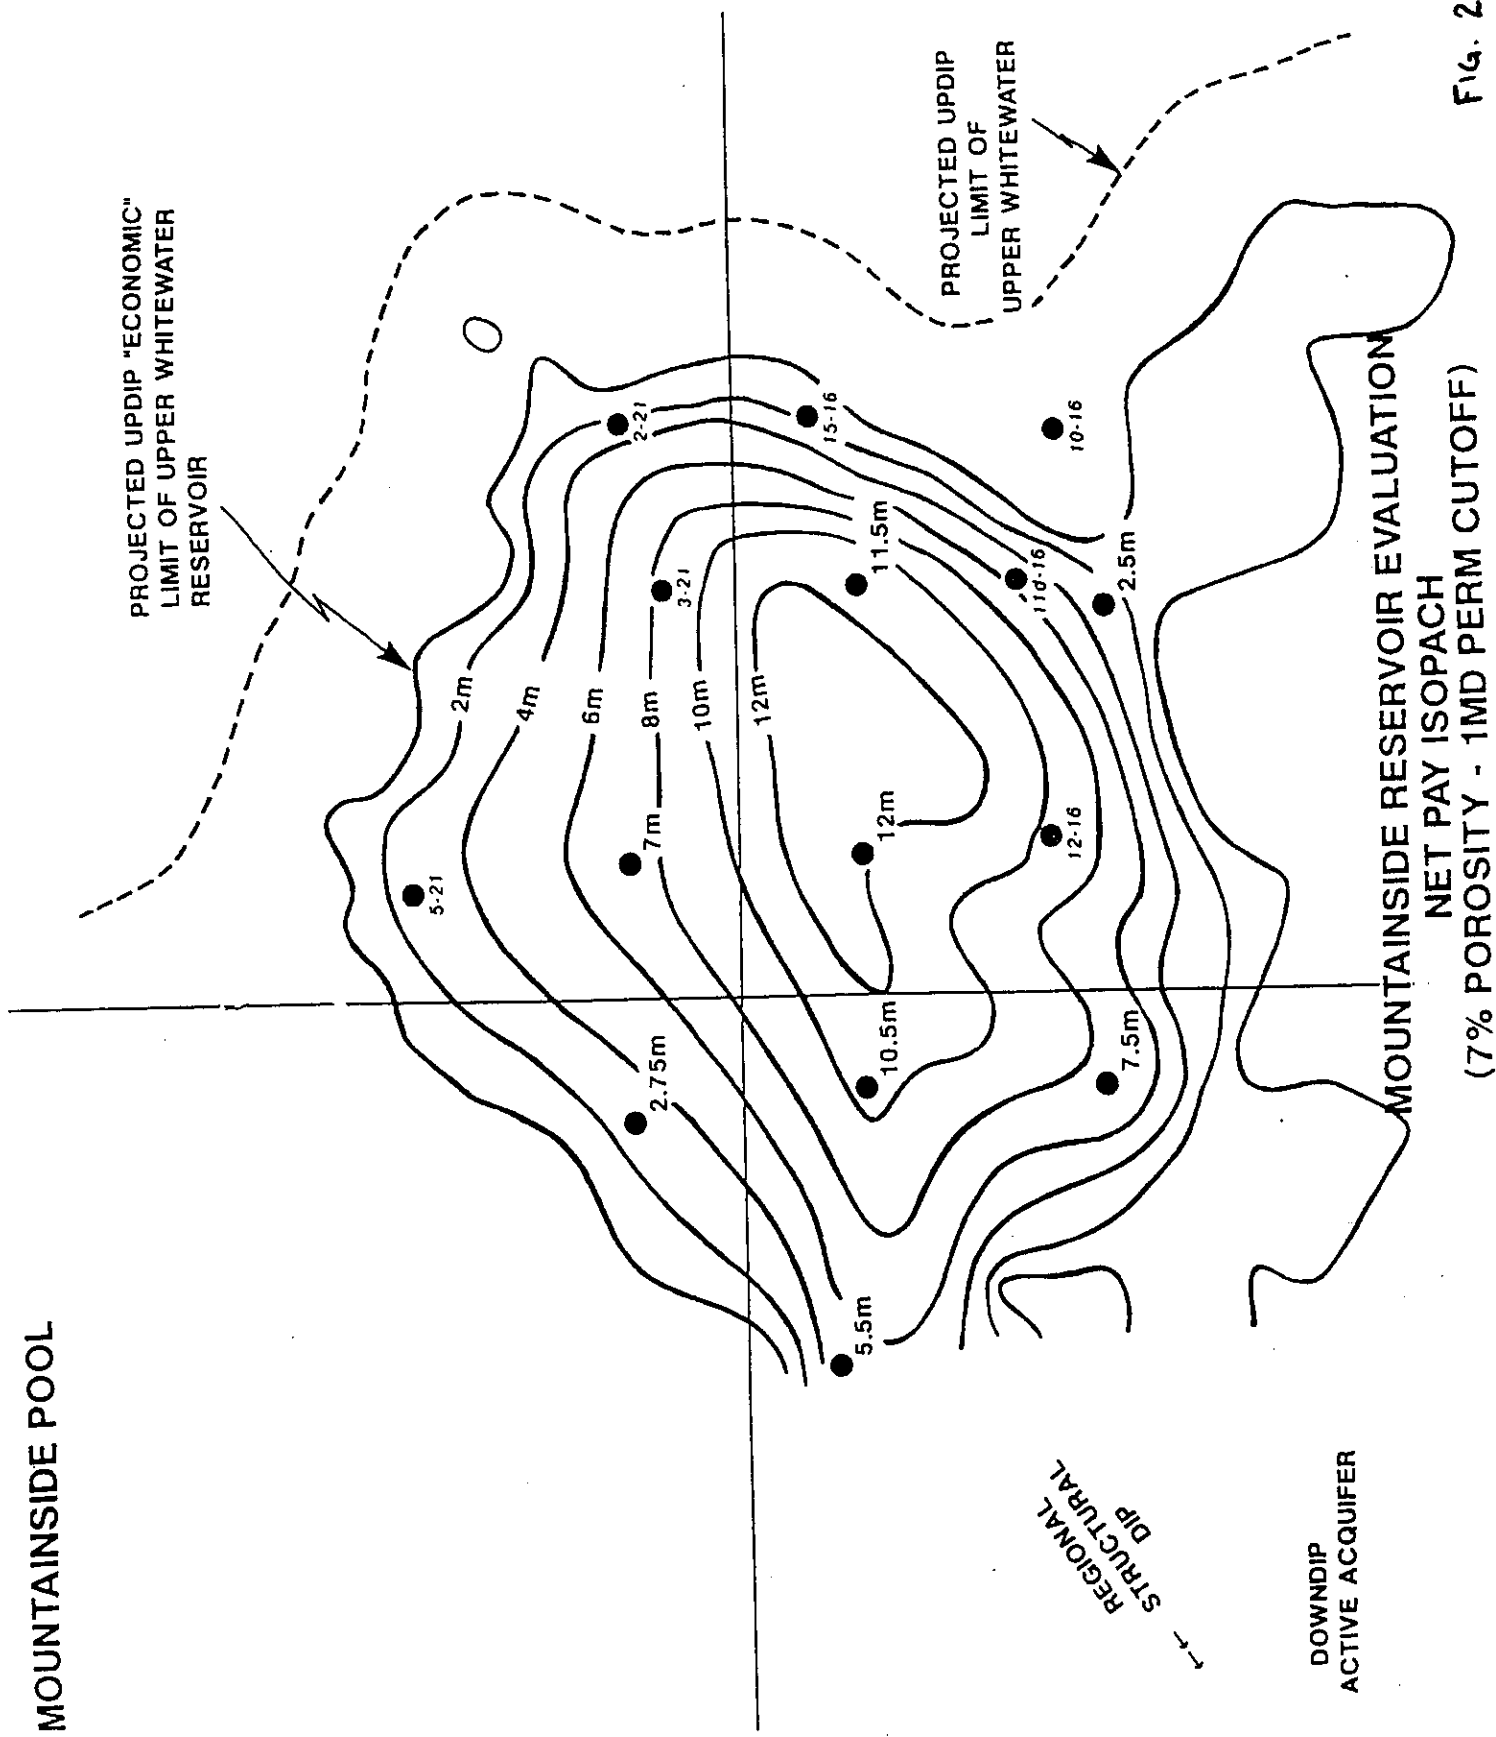 MOUNTAINSIDE POOL
PROJECTED UPDIP "ECONOMIC"
LIMIT OF UPPER WHITEWATER
RESERVOIR
PROJECTED UPDIP
LIMIT OF
UPPER WHITEWATER
5-21
2m
4m
6m
8m
10m
12m
2-21
3-21
15-16
7m
2.75m
11.5m
12m
10.5m
5.5m
10-16
11d-16
12-16
2.5m
7.5m
REGIONAL
STRUCTURAL
DIP
DOWNDIP
ACTIVE ACQUIFER
MOUNTAINSIDE RESERVOIR EVALUATION
NET PAY ISOPACH
(7% POROSITY - 1MD PERM CUTOFF)
FIG. 2